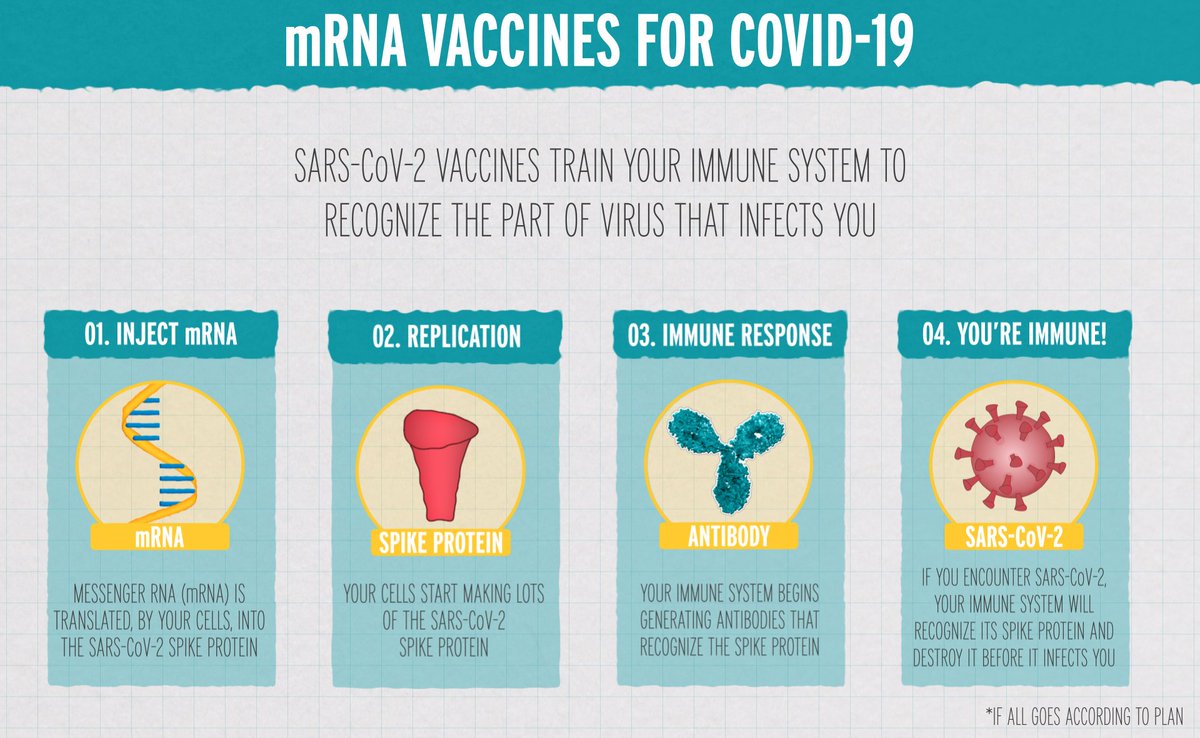 mRNA VACCINES FOR COVID-19
SARS-CoV-2 VACCINES TRAIN YOUR IMMUNE SYSTEM TO
RECOGNIZE THE PART OF VIRUS THAT INFECTS YOU
01. INJECT mRNA
mRNA
MESSENGER RNA (mRNA) IS
TRANSLATED, BY YOUR CELLS, INTO
THE SARS-CoV-2 SPIKE PROTEIN
02. REPLICATION
SPIKE PROTEIN
YOUR CELLS START MAKING LOTS
OF THE SARS-CoV-2
SPIKE PROTEIN
03. IMMUNE RESPONSE
ANTIBODY
YOUR IMMUNE SYSTEM BEGINS
GENERATING ANTIBODIES THAT
RECOGNIZE THE SPIKE PROTEIN
04. YOU'RE IMMUNE!
SARS-CoV-2
IF YOU ENCOUNTER SARS-CoV-2,
YOUR IMMUNE SYSTEM WILL
RECOGNIZE ITS SPIKE PROTEIN AND
DESTROY IT BEFORE IT INFECTS YOU
*IF ALL GOES ACCORDING TO PLAN